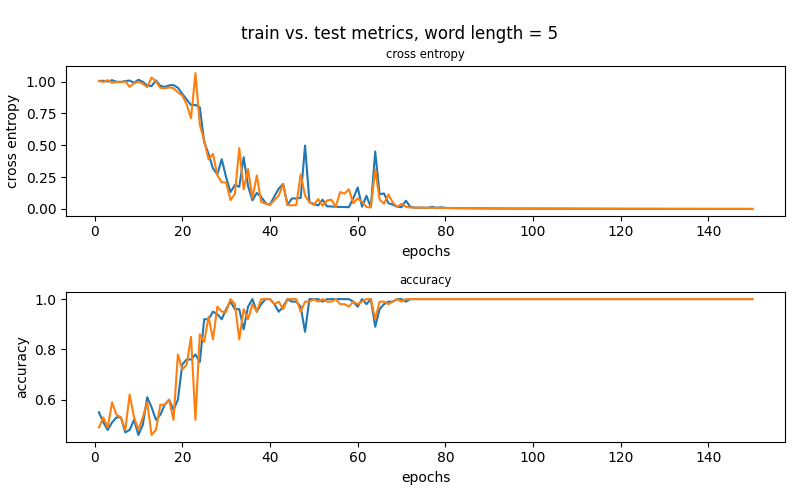 train vs. test metrics, word length = 5
cross entropy
cross entropy
1.00
0.75
0.50
0.25
0.00
0 20 40 60 80 100 120 140
epochs
accuracy
accuracy
1.0
0.8
0.6
0 20 40 60 80 100 120 140
epochs